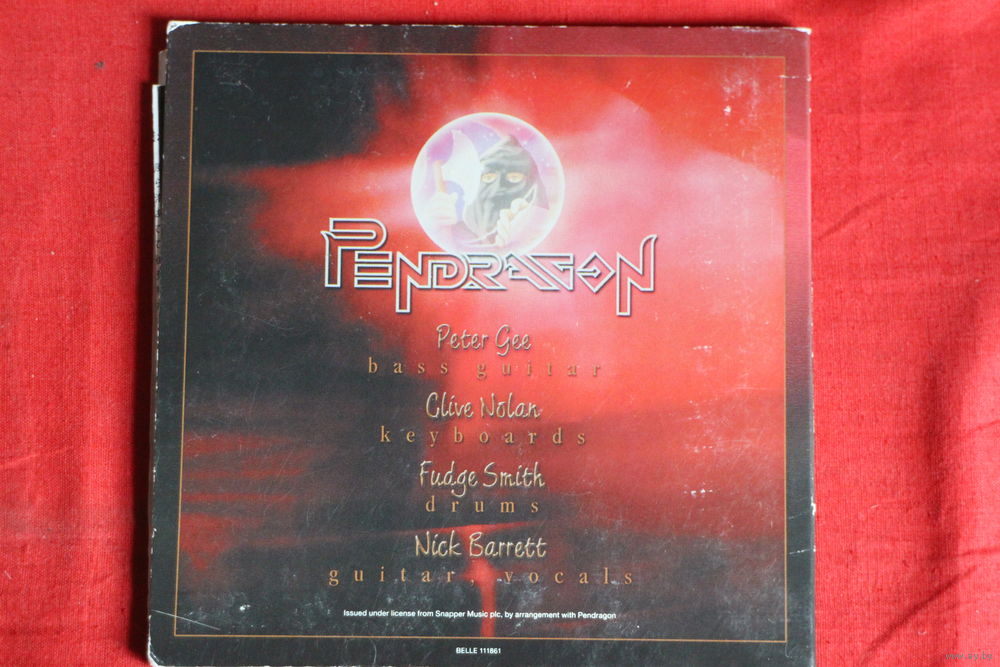 PENDRAGON
Peter Gee
bass guitar
Clive Nolan
keyboards
Fudge Smith
drums
Nick Barrett
guitar, vocals
Issued under license from Snapper Music plc, by arrangement with Pendragon
BELLE 111861